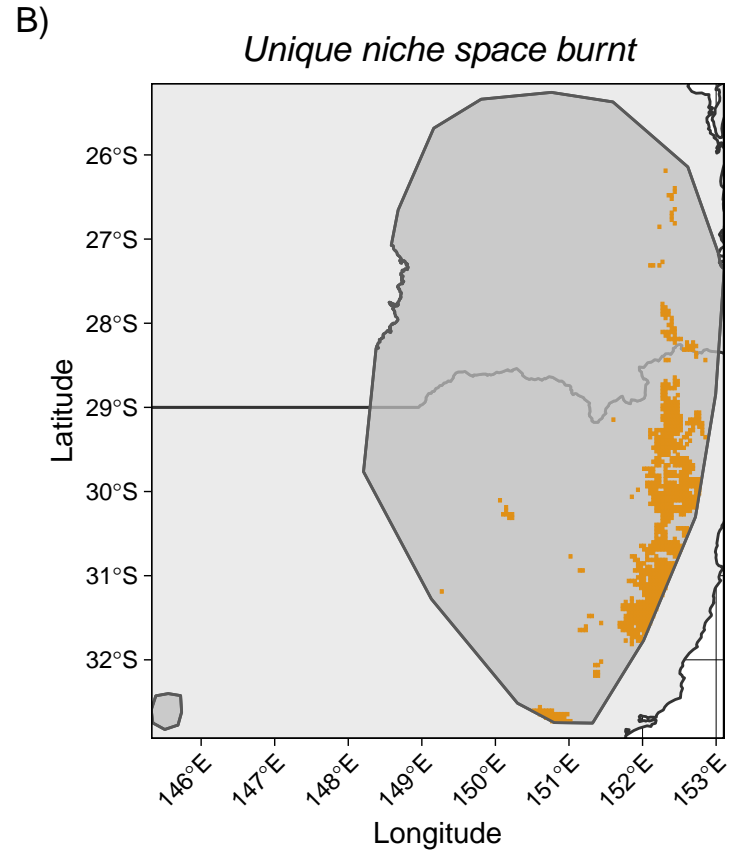 B)
Unique niche space burnt
26°S
27°S
28°S
29°S
30°S
31°S
32°S
Latitude
146°E
147°E
148°E
149°E
150°E
151°E
152°E
153°E
Longitude